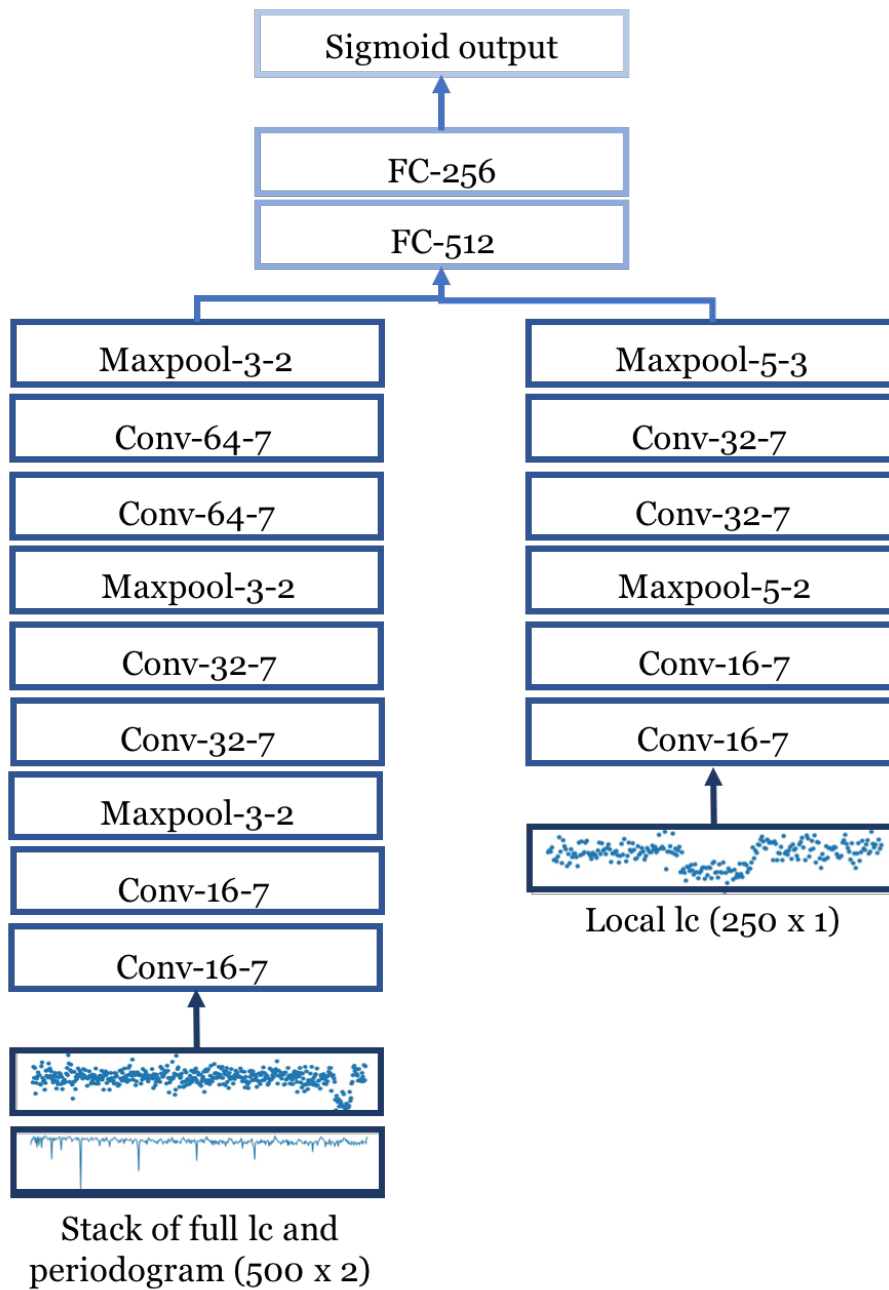 Sigmoid output
FC-256
FC-512
Maxpool-3-2
Conv-64-7
Conv-64-7
Maxpool-3-2
Conv-32-7
Conv-32-7
Maxpool-3-2
Conv-16-7
Conv-16-7
Stack of full lc and
periodogram (500 x 2)
Maxpool-5-3
Conv-32-7
Conv-32-7
Maxpool-5-2
Conv-16-7
Conv-16-7
Local lc (250 x 1)